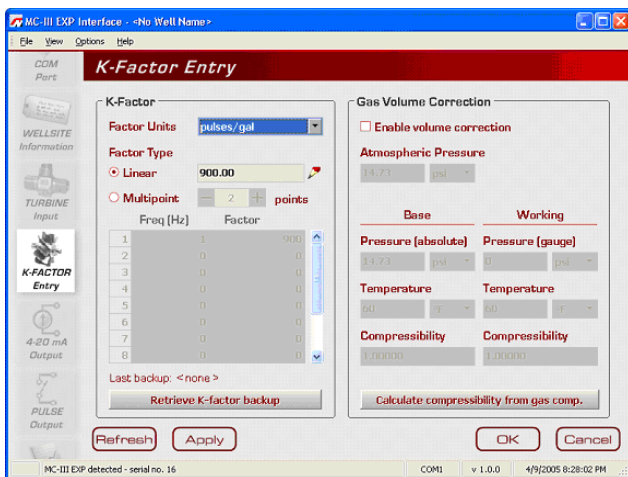 MC-III EXP Interface - <No Well Name>
File View Options Help
COM
Port
WELLSITE
Information
TURBINE
Input
K-FACTOR
Entry
4-20 mA
Output
PULSE
Output
K-Factor Entry
K-Factor
Factor Units pulses/gal
Factor Type
Linear 900.00
Multipoint 2 points
Freq (Hz) Factor
1 1 900
2 0 0
3 0 0
4 0 0
5 0 0
6 0 0
7 0 0
8 0 0
Last backup: <none>
Retrieve K-factor backup
Gas Volume Correction
Enable volume correction
Atmospheric Pressure
14.73 psi
Base Working
Pressure (absolute) Pressure (gauge)
14.73 psi 0 psi
Temperature Temperature
60 °F 60 °F
Compressibility Compressibility
1.00000 1.00000
Calculate compressibility from gas comp.
Refresh Apply OK Cancel
MC-III EXP detected - serial no. 16 COM1 v 1.0.0 4/9/2005 8:28:02 PM